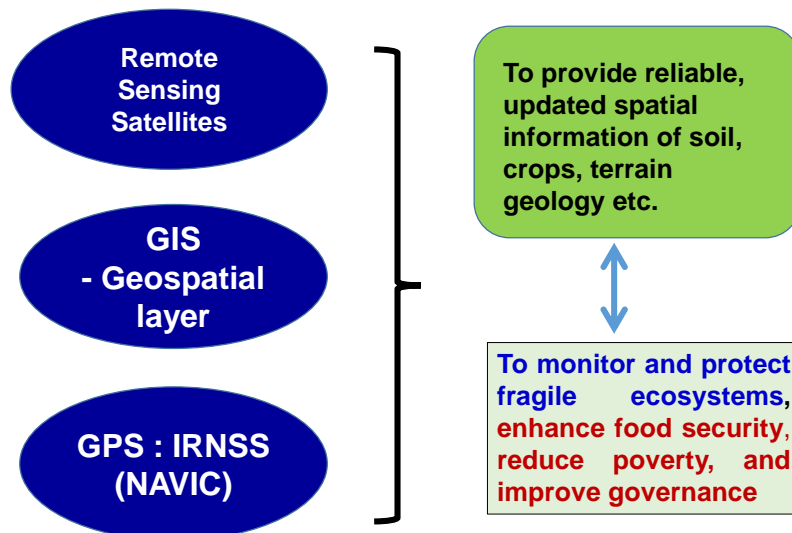 Remote
Sensing
Satellites
GIS
- Geospatial
layer
GPS : IRNSS
(NAVIC)
To provide reliable,
updated spatial
information of soil,
crops, terrain
geology etc.
To monitor and protect
fragile ecosystems,
enhance food security,
reduce poverty, and
improve governance